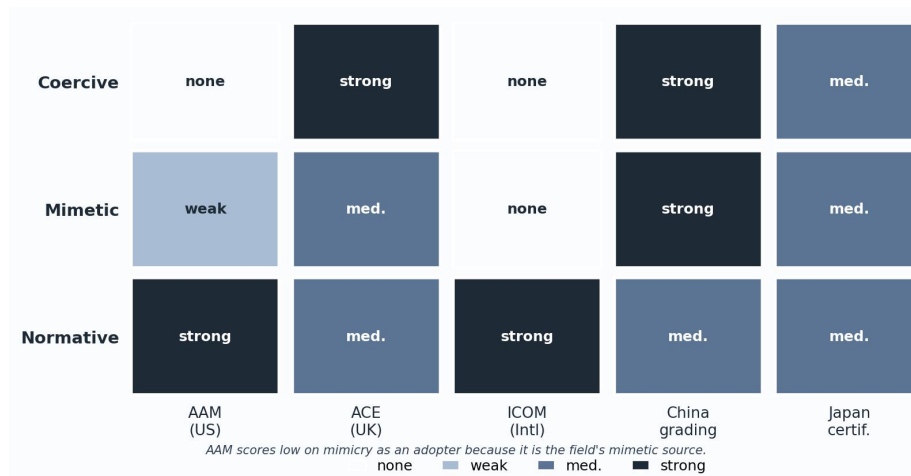 Coercive none strong none strong med.
Mimetic weak med. none strong med.
Normative strong med. strong med. med.
AAM ACE ICOM China Japan
(US) (UK) (Intl) grading certif.
AAM scores low on mimicry as an adopter because it is the field's mimetic source.
none weak med. strong